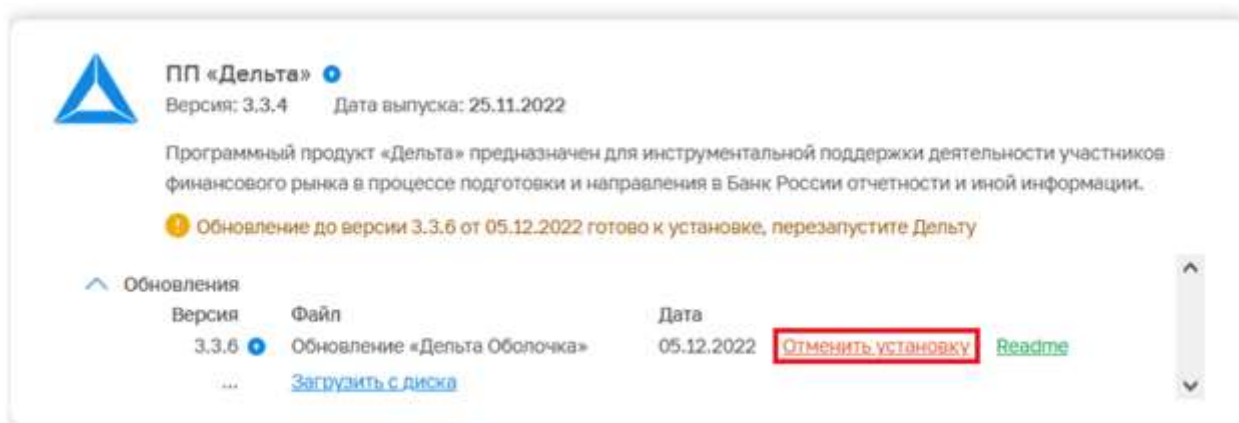 ПП «Дельта»
Версия: 3.3.4 Дата выпуска: 25.11.2022
Программный продукт «Дельта» предназначен для инструментальной поддержки деятельности участников
финансового рынка в процессе подготовки и направления в Банк России отчетности и иной информации.
Обновление до версии 3.3.6 от 05.12.2022 готово к установке, перезапустите Дельту
Обновления
Версия Файл Дата
3.3.6 Обновление «Дельта Оболочка» 05.12.2022 Отменить установку Readme
... Загрузить с диска